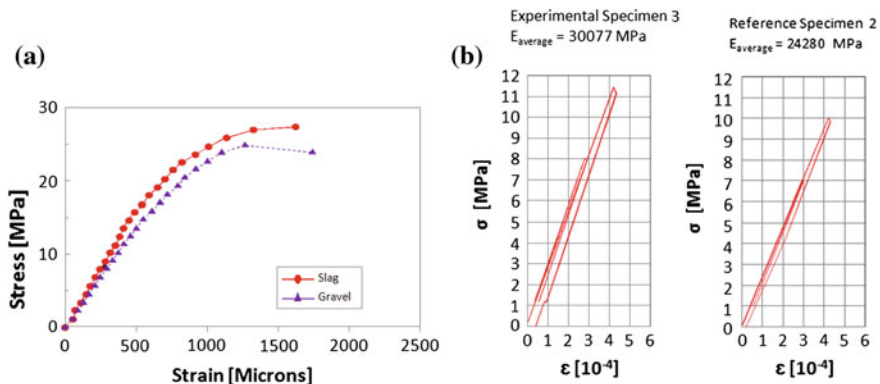 (a)
Stress [MPa]
30
20
10
0
0 500 1000 1500 2000 2500
Strain [Microns]
Slag
Gravel
(b)
Experimental Specimen 3
E average = 30077 MPa
σ [MPa]
12
11
10
9
8
7
6
5
4
3
2
1
0
0 1 2 3 4 5 6
ε [10-4]
Reference Specimen 2
E average = 24280 MPa
σ [MPa]
12
11
10
9
8
7
6
5
4
3
2
1
0
0 1 2 3 4 5 6
ε [10-4]